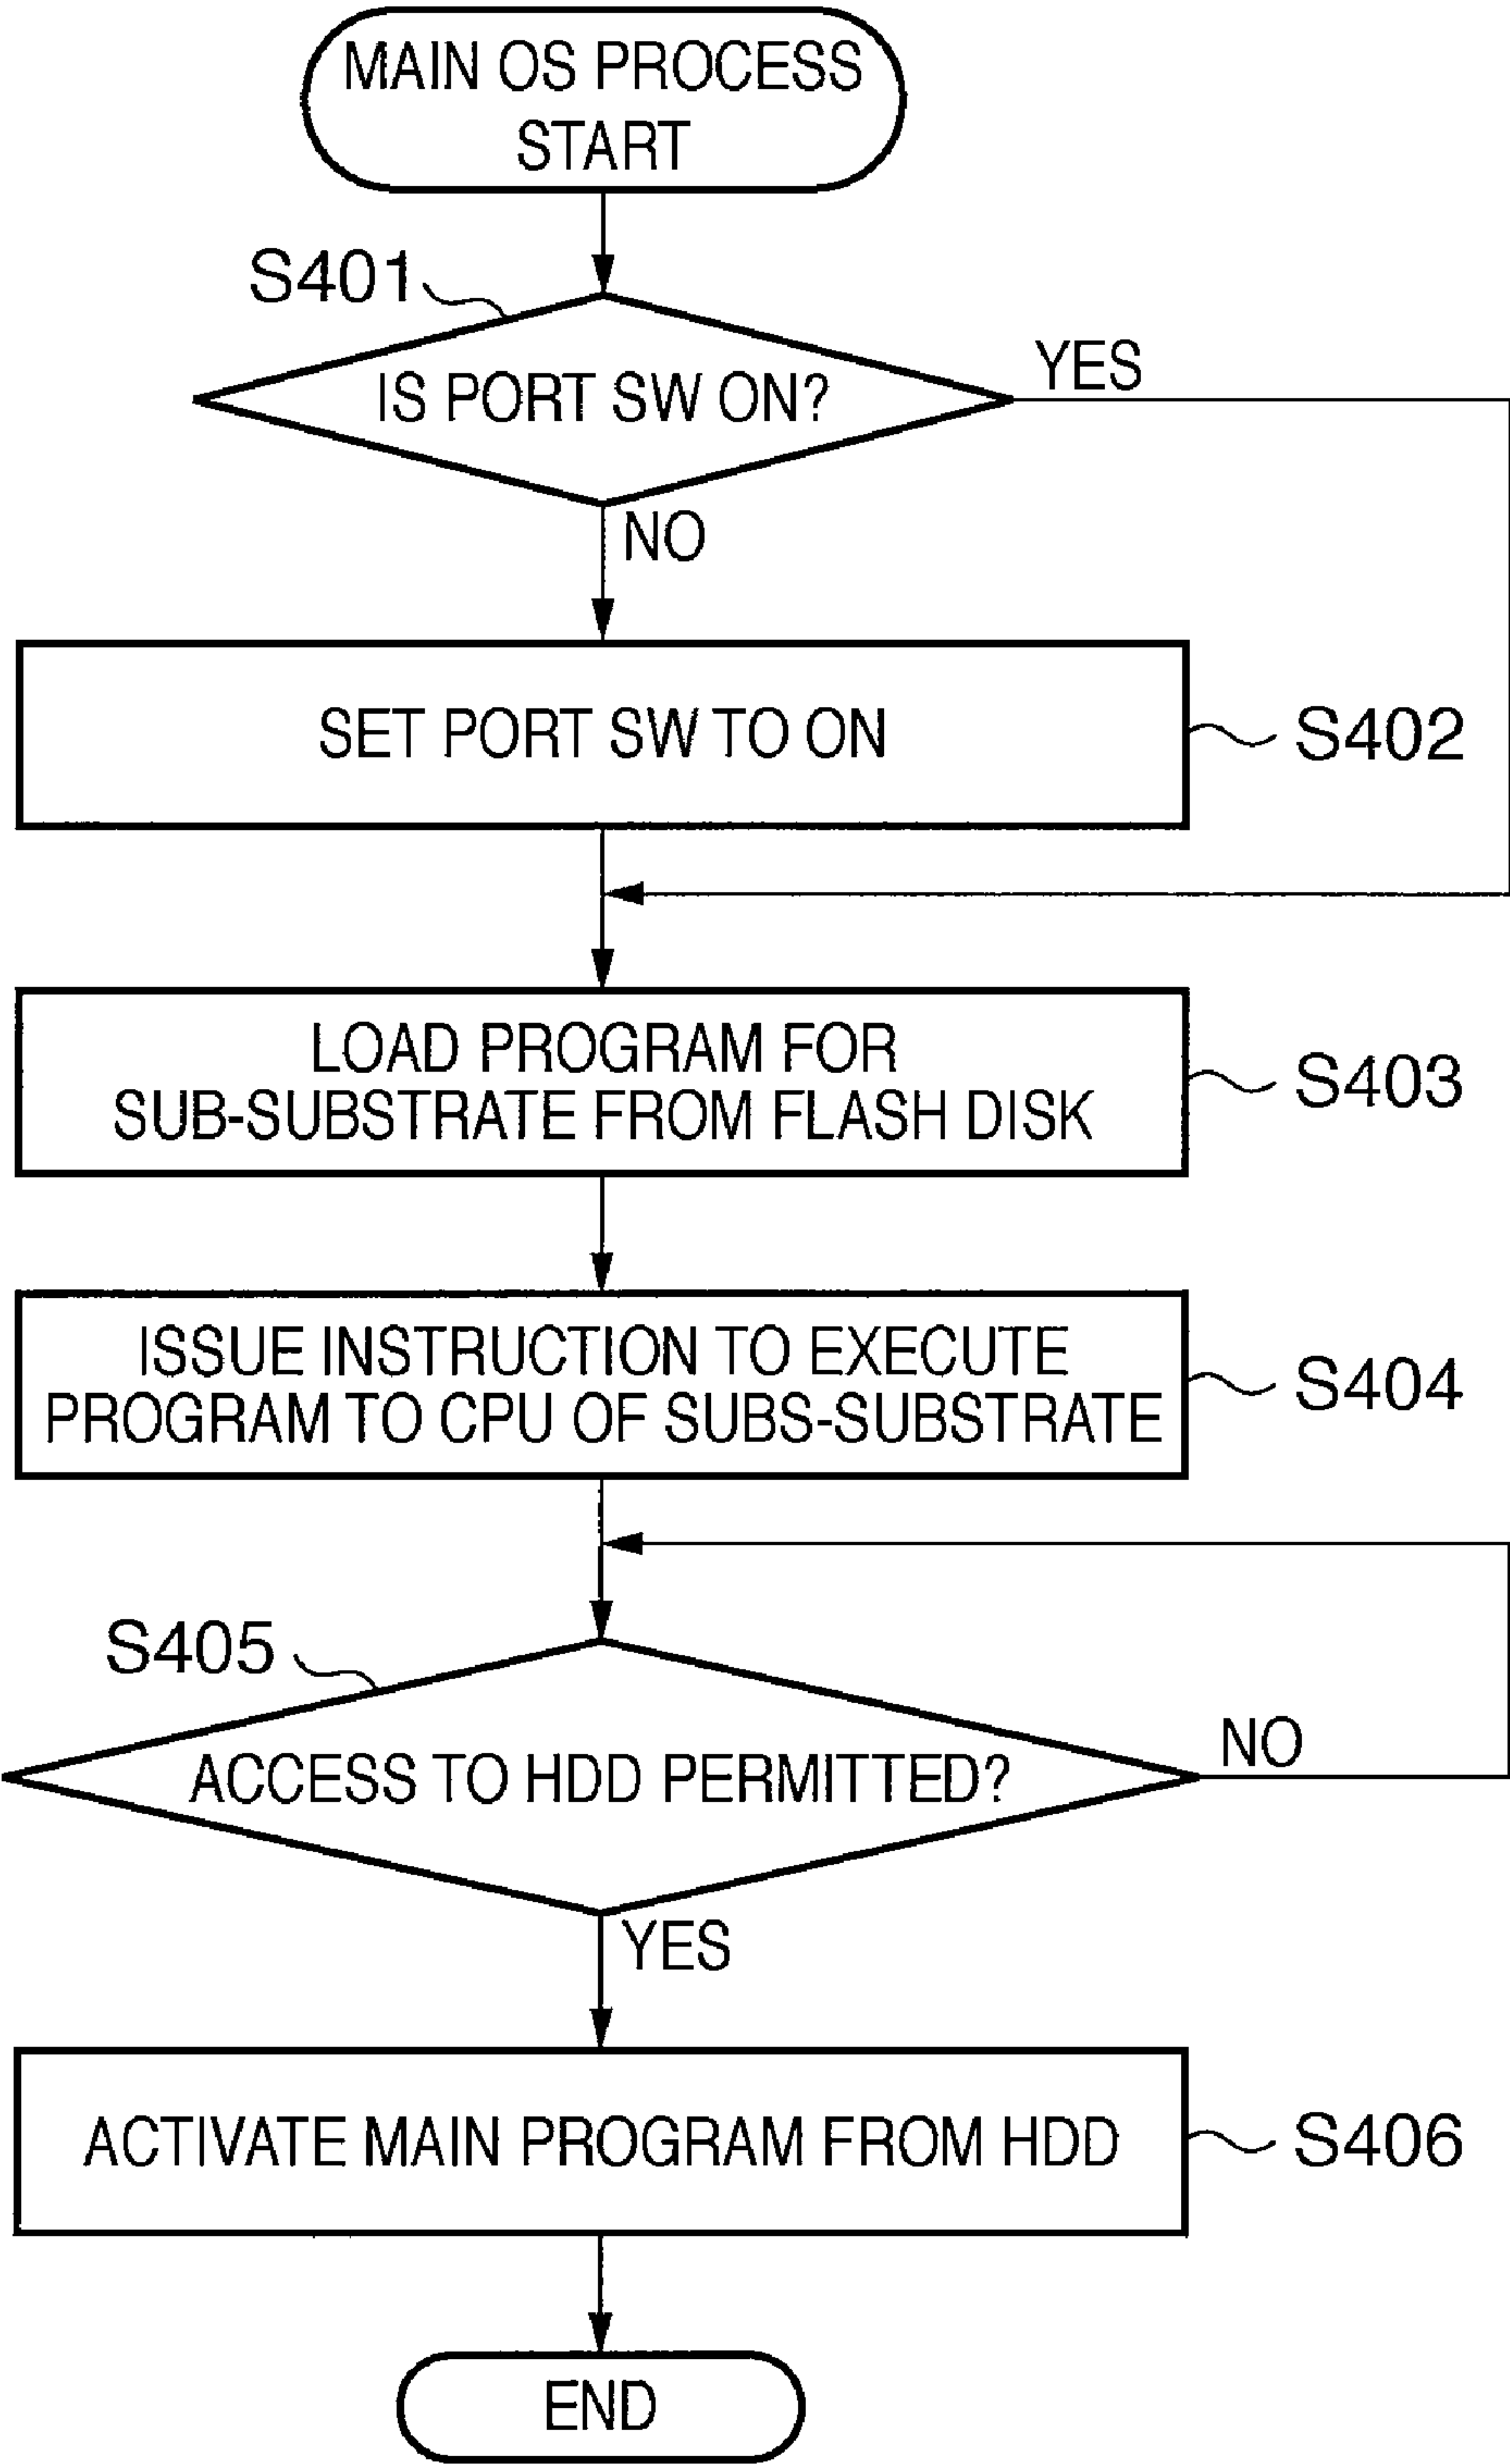 MAIN OS PROCESS
START
S401
IS PORT SW ON?
YES
NO
SET PORT SW TO ON
S402
LOAD PROGRAM FOR
SUB-SUBSTRATE FROM FLASH DISK
S403
ISSUE INSTRUCTION TO EXECUTE
PROGRAM TO CPU OF SUBS-SUBSTRATE
S404
S405
ACCESS TO HDD PERMITTED?
NO
YES
ACTIVATE MAIN PROGRAM FROM HDD
S406
END